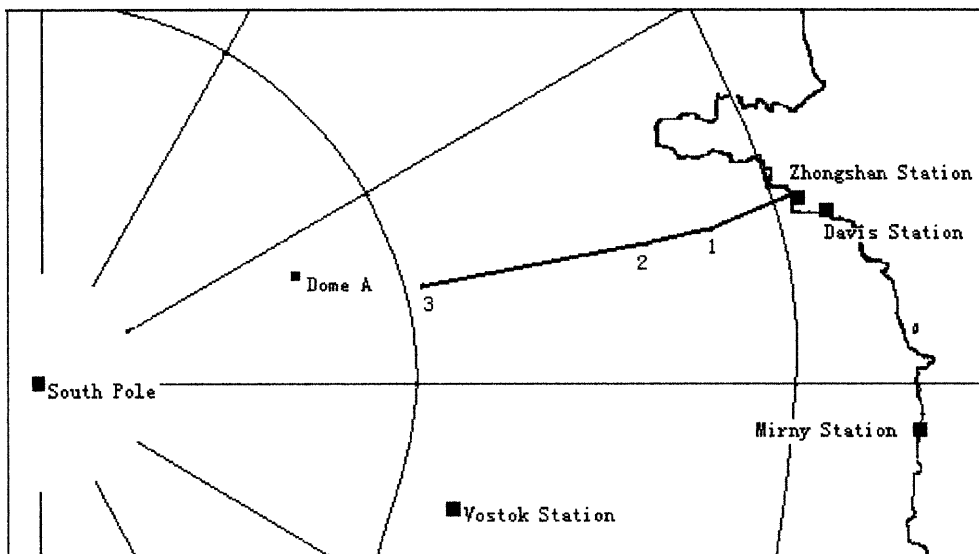 Zhongshan Station
Davis Station
1
2
Dome A
3
South Pole
Mirny Station
Vostok Station